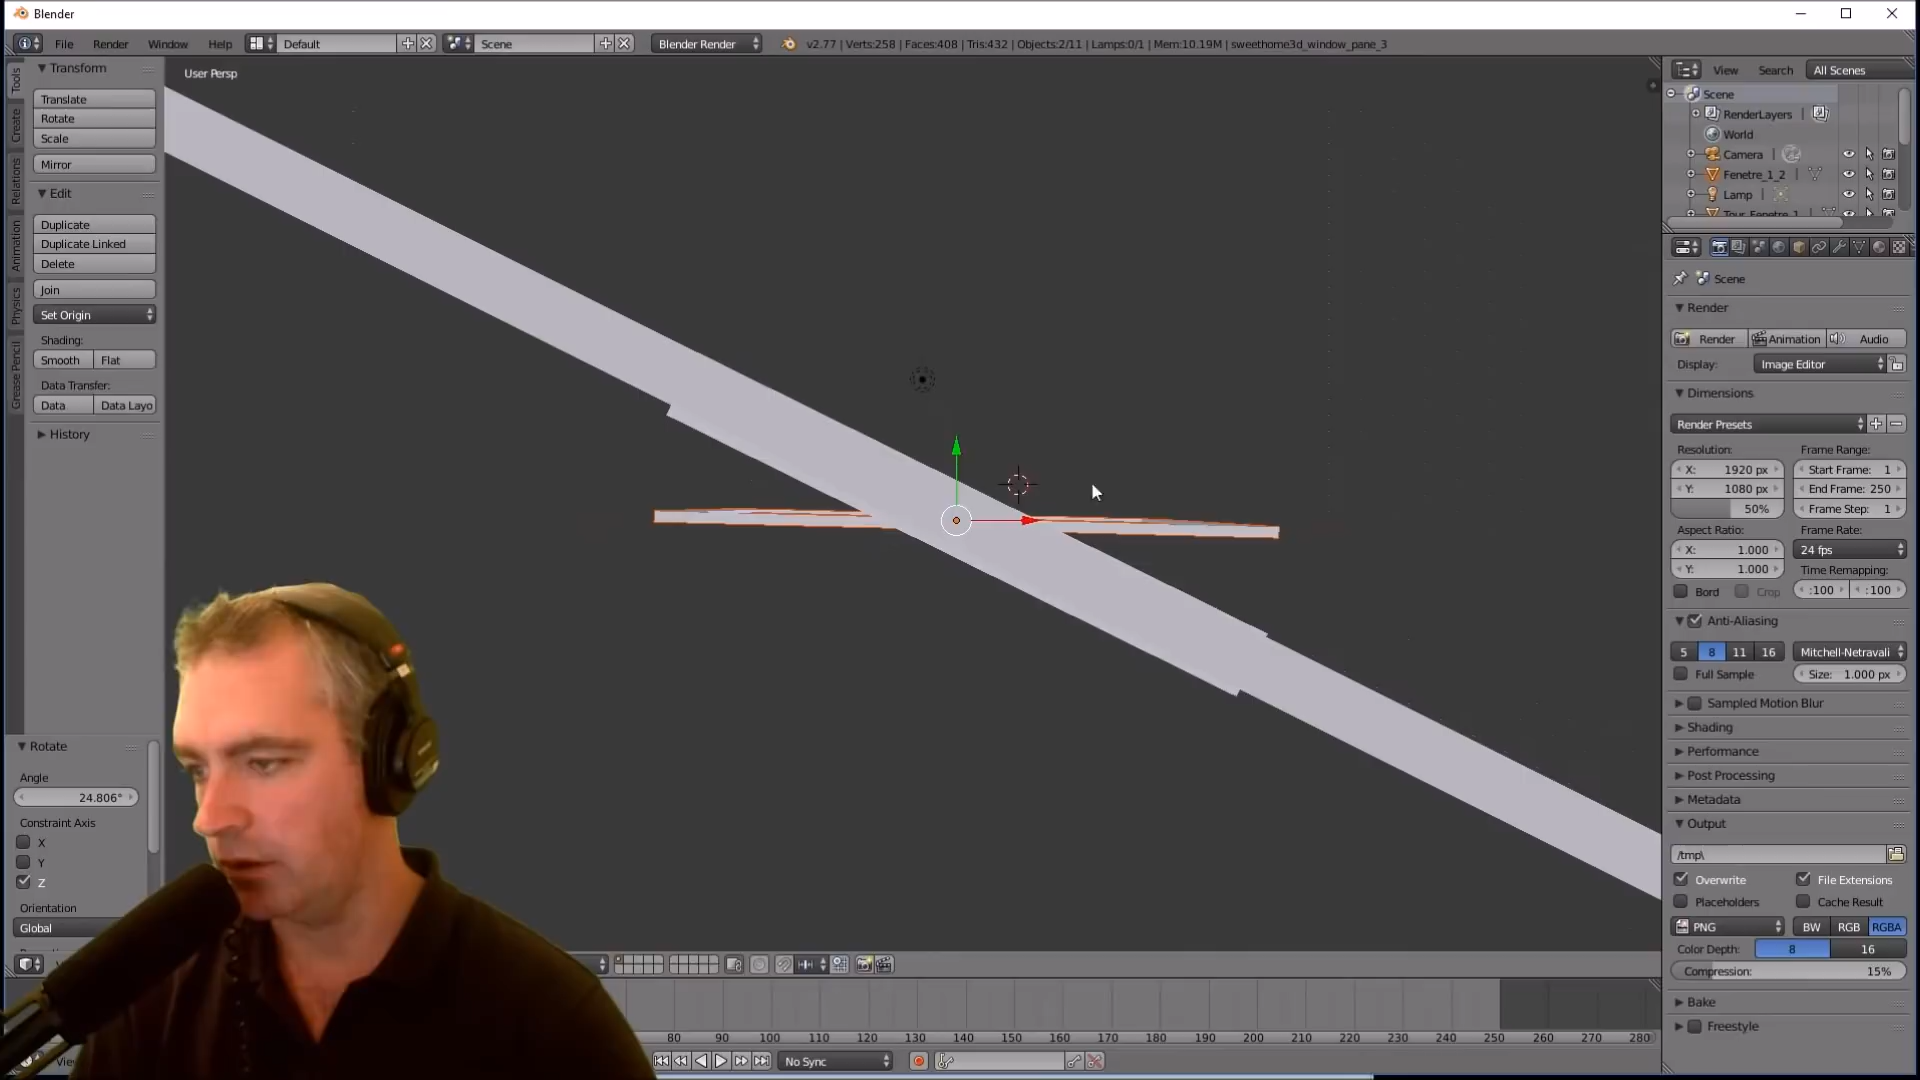 Blender
File Render Window Help Default Scene Blender Render v2.77 | Verts:258 | Faces:408 | Tris:432 | Objects:2/11 | Lamps:0/1 | Mem:10.19M | sweethome3d_window_pane_3
Tools
Create
Relations
Animation
Physics
Grease Pencil
Transform
Translate
Rotate
Scale
Mirror
Edit
Duplicate
Duplicate Linked
Delete
Join
Set Origin
Shading:
Smooth Flat
Data Transfer:
Data Data Layo
History
Rotate
Angle
24.806°
Constraint Axis
X
Y
Z
Orientation
Global
User Persp
View Search All Scenes
Scene
RenderLayers |
World
Camera |
Fenetre_1_2 |
Lamp |
Tour_Fenetre_1
Scene
Render
Render Animation Audio
Display: Image Editor
Dimensions
Render Presets
Resolution: Frame Range:
X: 1920 px Start Frame: 1
Y: 1080 px End Frame: 250
50% Frame Step: 1
Aspect Ratio: Frame Rate:
X: 1.000 24 fps
Y: 1.000 Time Remapping:
Bord Crop :100 :100
Anti-Aliasing
5 8 11 16 Mitchell-Netravali
Full Sample Size: 1.000 px
Sampled Motion Blur
Shading
Performance
Post Processing
Metadata
Output
/tmp\
Overwrite File Extensions
Placeholders Cache Result
PNG BW RGB RGBA
Color Depth: 8 16
Compression: 15%
Bake
Freestyle
80 90 100 110 120 130 140 150 160 170 180 190 200 210 220 230 240 250 260 270 280
No Sync